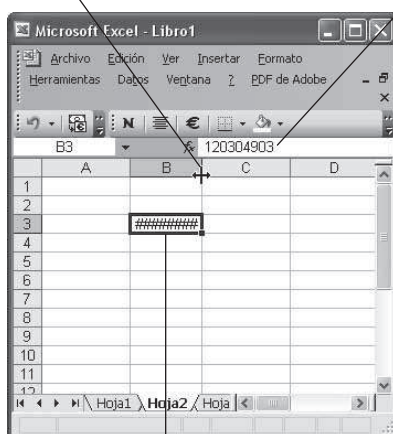 Microsoft Excel - Libro1
Archivo Edición Ver Insertar Formato
Herramientas Datos Ventana ? PDF de Adobe
N € 
B3 fx 120304903
A B C D
1
2
3 ########
4
5
6
7
8
9
10
11
12
Hoja1 Hoja2 Hoja